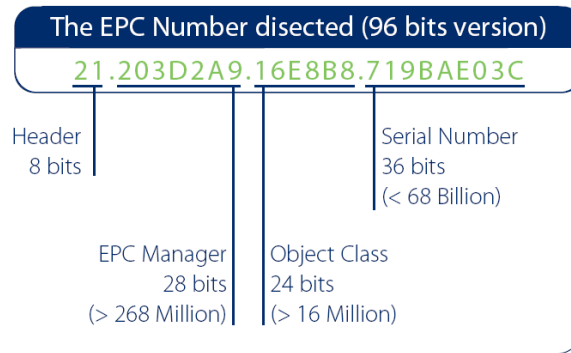 The EPC Number disected (96 bits version)
21.203D2A9.16E8B8.719BAE03C
Header
8 bits
Serial Number
36 bits
(< 68 Billion)
EPC Manager
28 bits
(> 268 Million)
Object Class
24 bits
(> 16 Million)